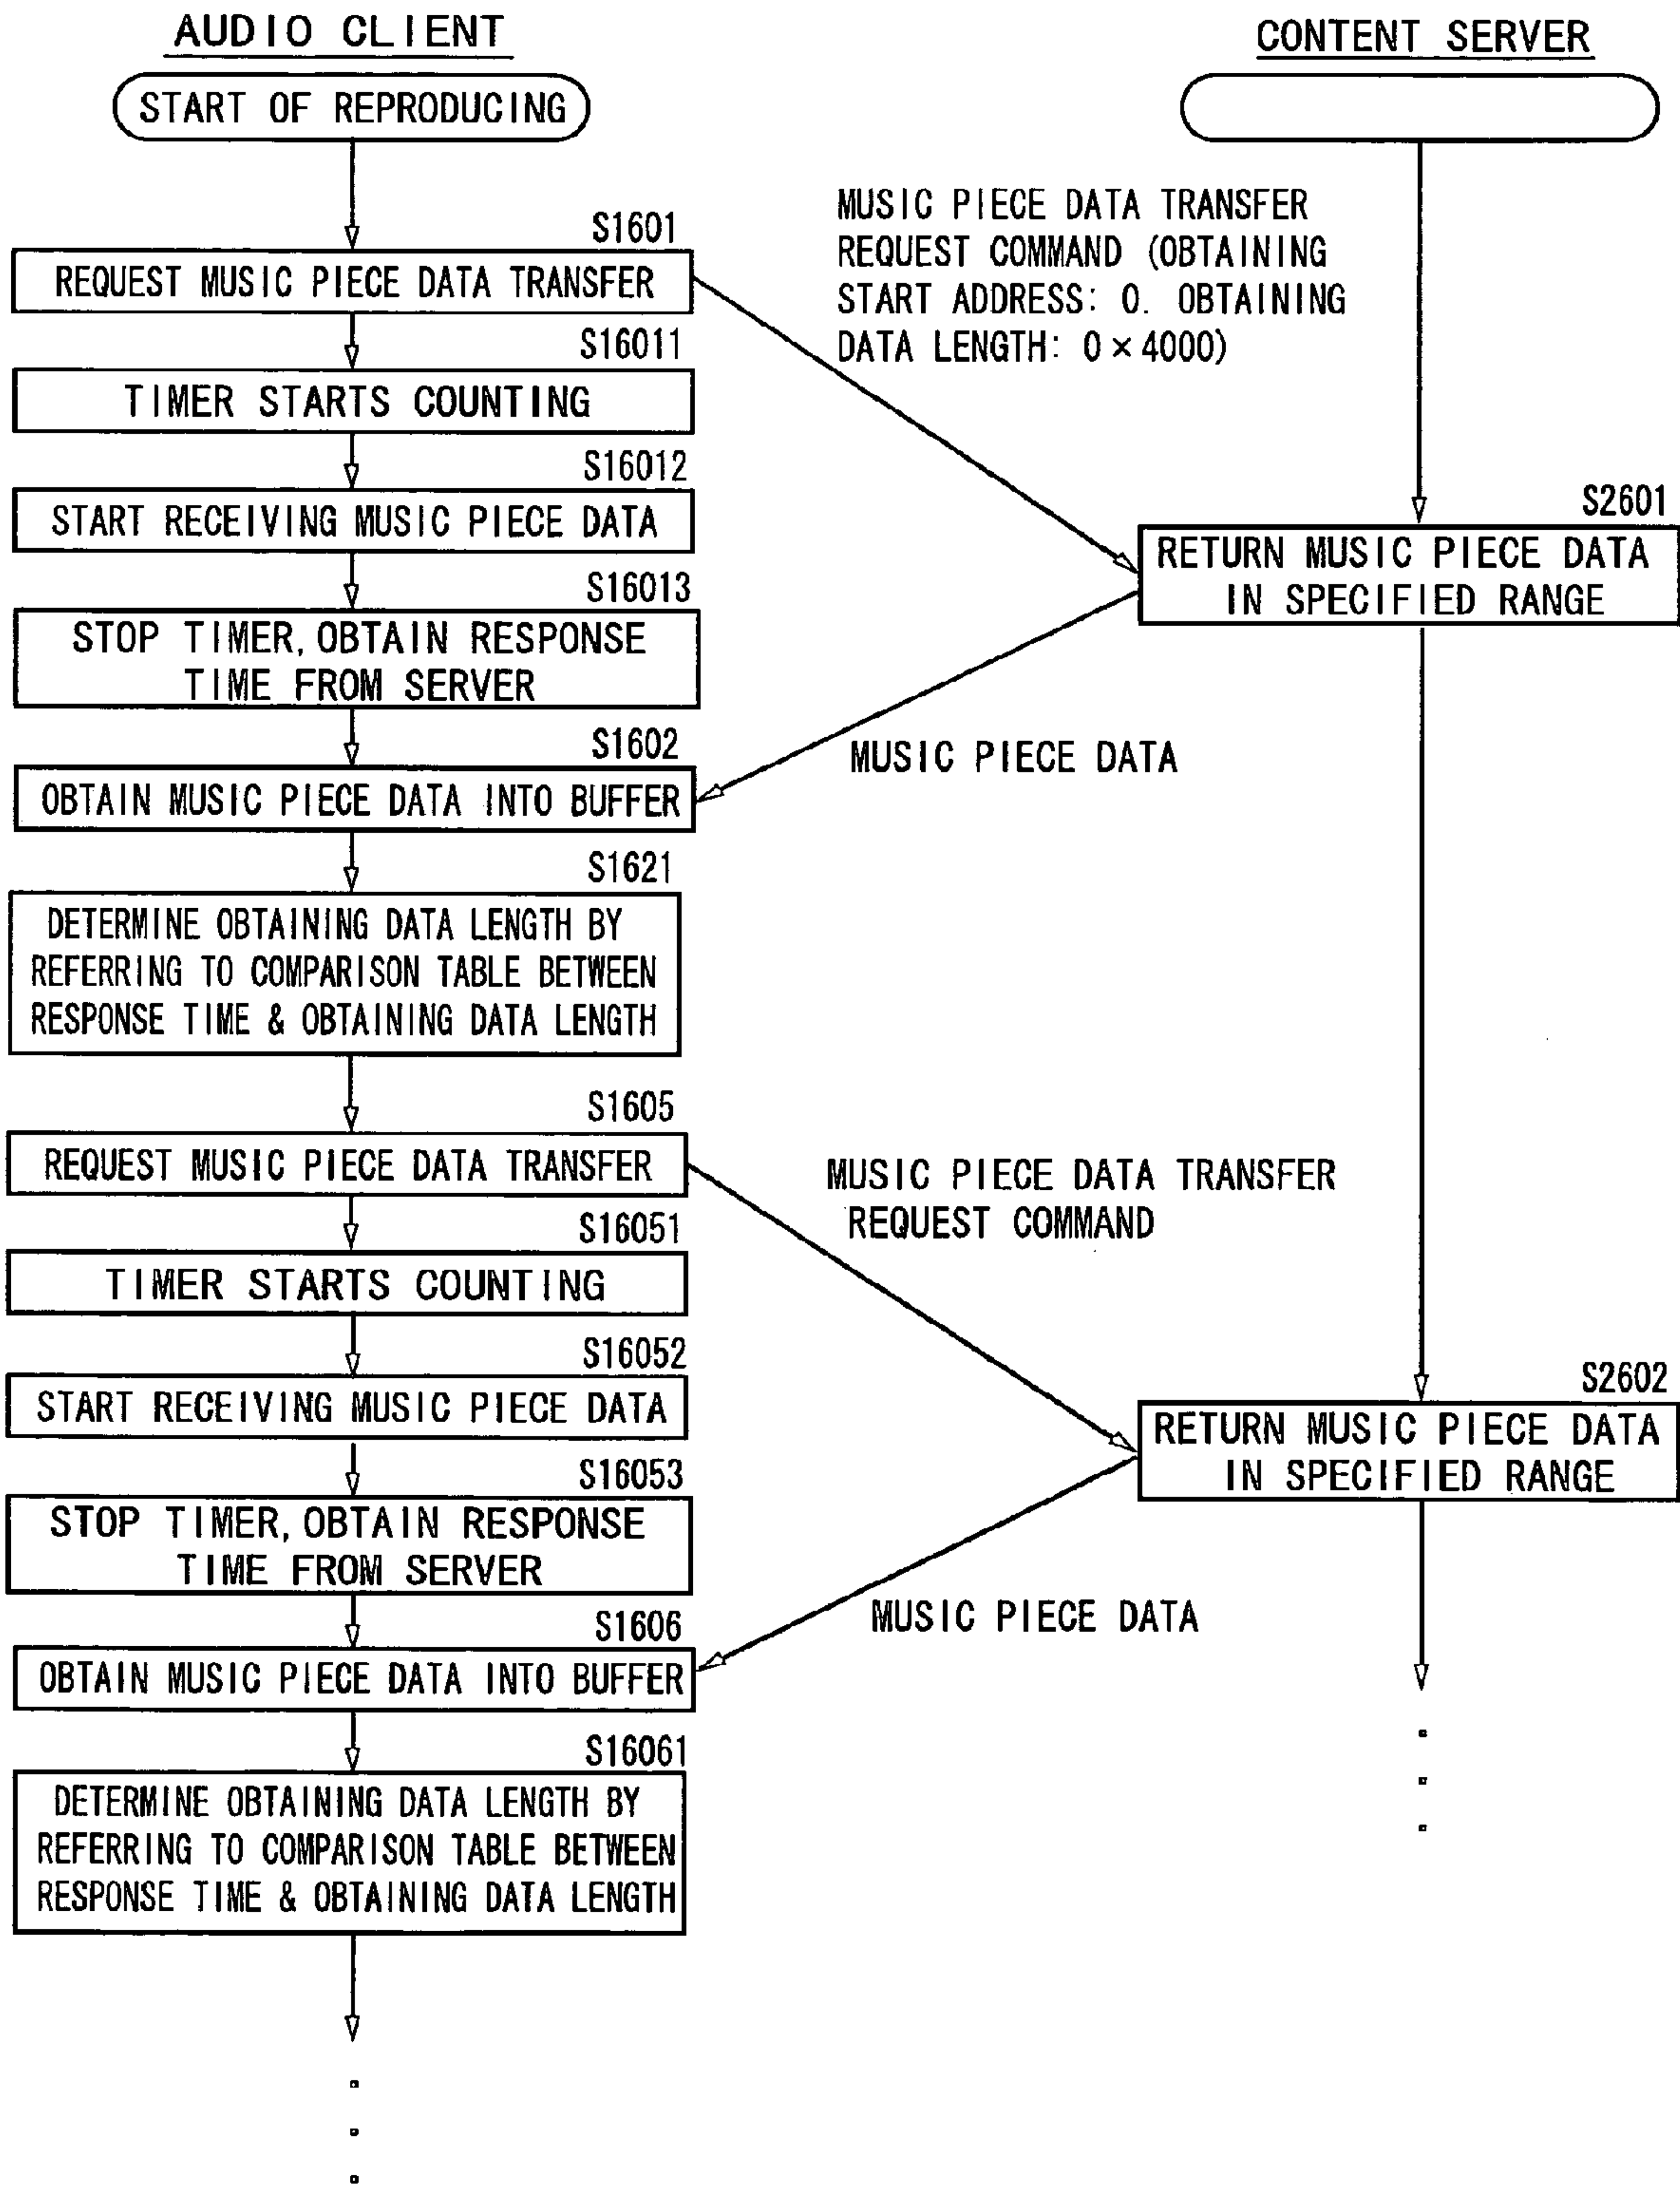 AUDIO CLIENT
CONTENT SERVER
START OF REPRODUCING
MUSIC PIECE DATA TRANSFER
REQUEST COMMAND (OBTAINING
START ADDRESS: 0. OBTAINING
DATA LENGTH: 0×4000)
S1601
REQUEST MUSIC PIECE DATA TRANSFER
S16011
TIMER STARTS COUNTING
S16012
START RECEIVING MUSIC PIECE DATA
S2601
RETURN MUSIC PIECE DATA
IN SPECIFIED RANGE
S16013
STOP TIMER, OBTAIN RESPONSE
TIME FROM SERVER
S1602
MUSIC PIECE DATA
OBTAIN MUSIC PIECE DATA INTO BUFFER
S1621
DETERMINE OBTAINING DATA LENGTH BY
REFERRING TO COMPARISON TABLE BETWEEN
RESPONSE TIME & OBTAINING DATA LENGTH
S1605
REQUEST MUSIC PIECE DATA TRANSFER
MUSIC PIECE DATA TRANSFER
REQUEST COMMAND
S16051
TIMER STARTS COUNTING
S16052
START RECEIVING MUSIC PIECE DATA
S2602
RETURN MUSIC PIECE DATA
IN SPECIFIED RANGE
S16053
STOP TIMER, OBTAIN RESPONSE
TIME FROM SERVER
S1606
MUSIC PIECE DATA
OBTAIN MUSIC PIECE DATA INTO BUFFER
S16061
DETERMINE OBTAINING DATA LENGTH BY
REFERRING TO COMPARISON TABLE BETWEEN
RESPONSE TIME & OBTAINING DATA LENGTH